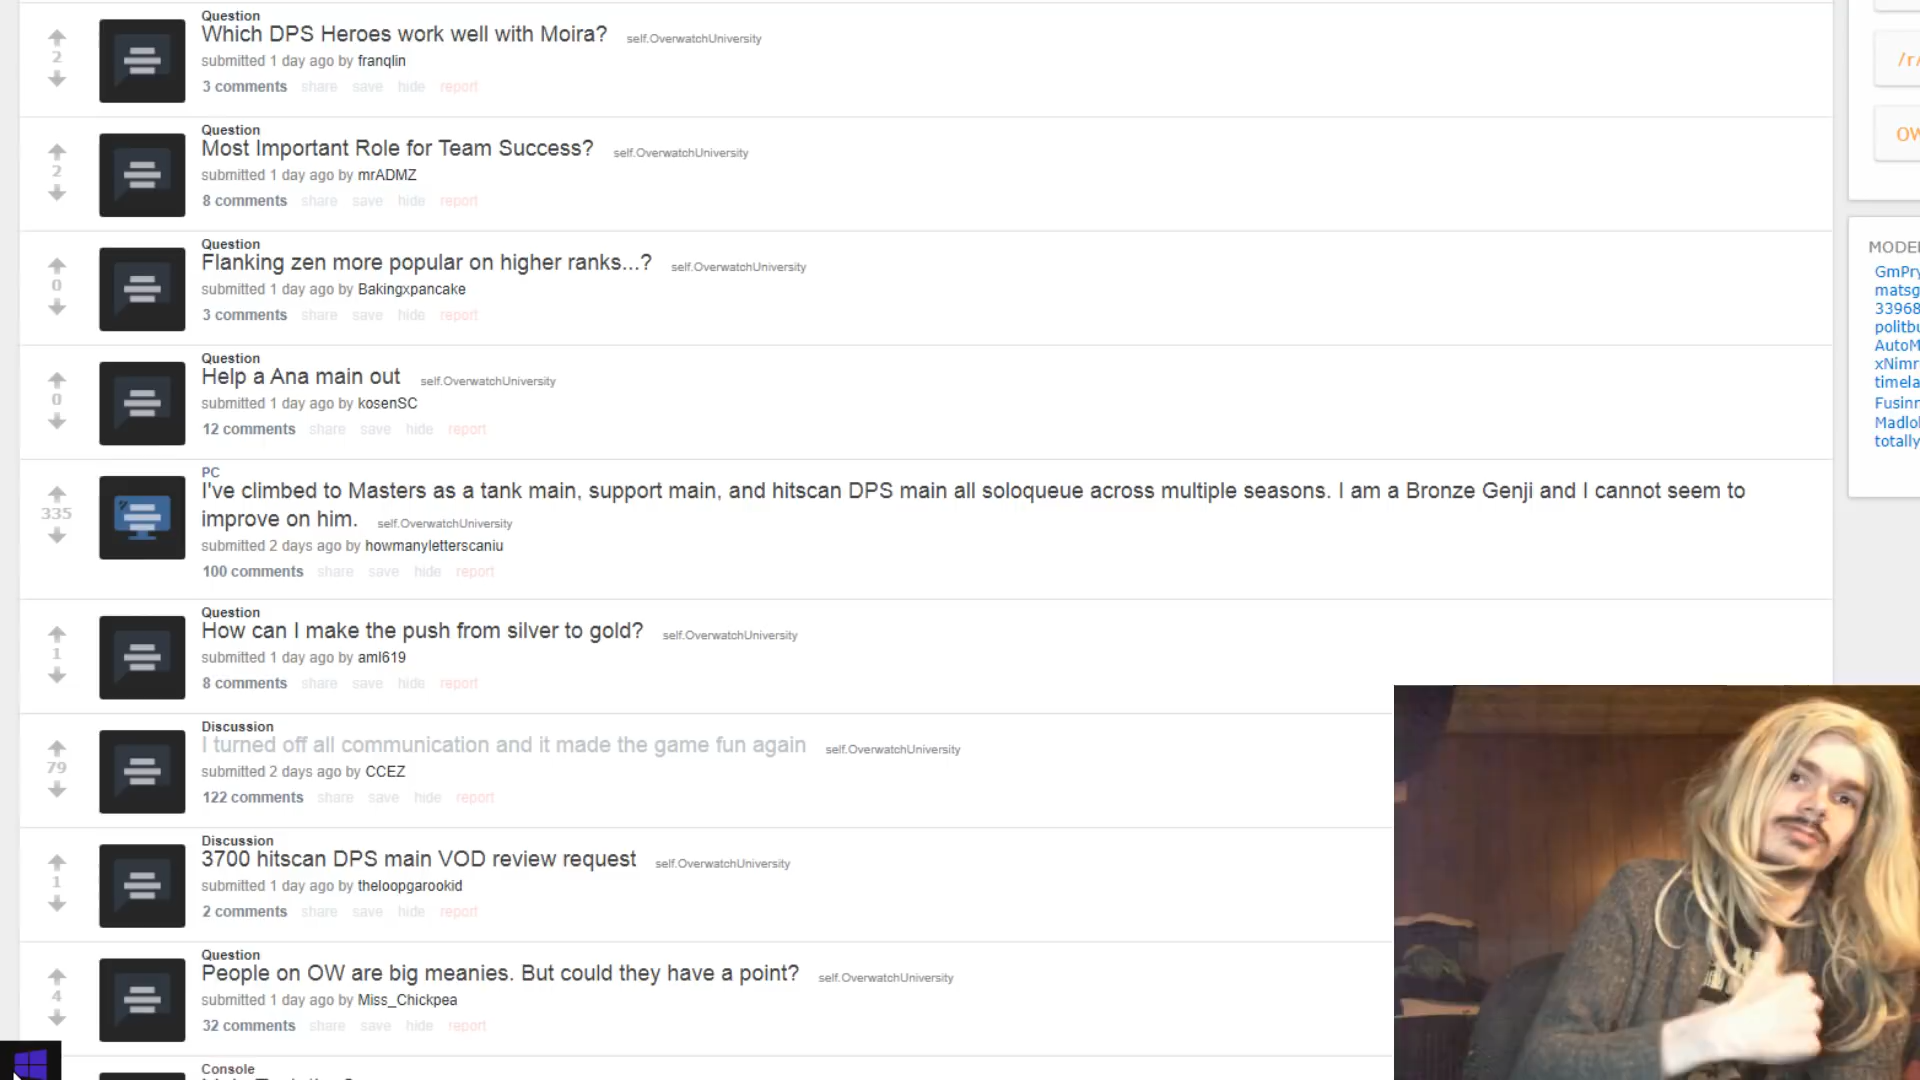 Question
Which DPS Heroes work well with Moira? self.OverwatchUniversity
2
submitted 1 day ago by franqlin
3 comments share save hide report
Question
Most Important Role for Team Success? self.OverwatchUniversity
2
submitted 1 day ago by mrADMZ
8 comments share save hide report
Question
Flanking zen more popular on higher ranks...? self.OverwatchUniversity
0
submitted 1 day ago by Bakingxpancake
3 comments share save hide report
Question
Help a Ana main out self.OverwatchUniversity
0
submitted 1 day ago by kosenSC
12 comments share save hide report
PC
I've climbed to Masters as a tank main, support main, and hitscan DPS main all soloqueue across multiple seasons. I am a Bronze Genji and I cannot seem to
335
improve on him. self.OverwatchUniversity
submitted 2 days ago by howmanyletterscaniu
100 comments share save hide report
Question
How can I make the push from silver to gold? self.OverwatchUniversity
1
submitted 1 day ago by aml619
8 comments share save hide report
Discussion
I turned off all communication and it made the game fun again self.OverwatchUniversity
79
submitted 2 days ago by CCEZ
122 comments share save hide report
Discussion
3700 hitscan DPS main VOD review request self.OverwatchUniversity
1
submitted 1 day ago by theloopgarookid
2 comments share save hide report
Question
People on OW are big meanies. But could they have a point? self.OverwatchUniversity
4
submitted 1 day ago by Miss_Chickpea
32 comments share save hide report
Console
/r/
OW
MODE
GmPry
matsg
33968
politbu
AutoM
xNimr
timela
Fusinr
Madlo
totally